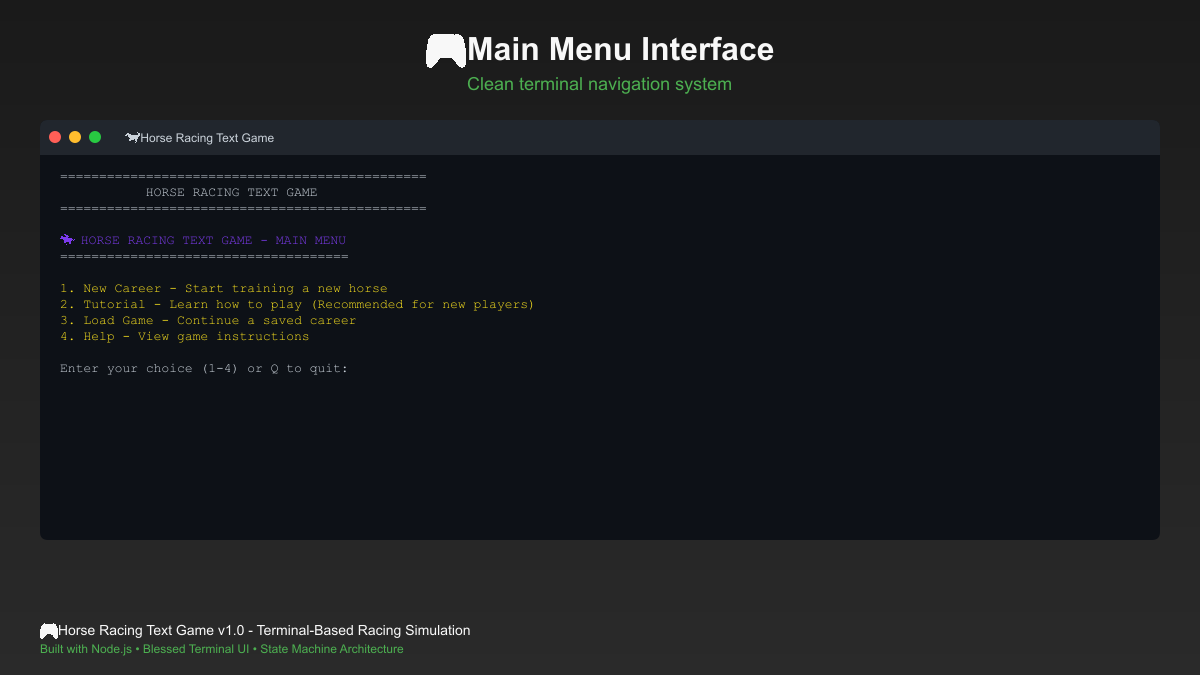 Main Menu Interface
Clean terminal navigation system
Horse Racing Text Game
===============================================
HORSE RACING TEXT GAME
===============================================
HORSE RACING TEXT GAME - MAIN MENU
=====================================
1. New Career - Start training a new horse
2. Tutorial - Learn how to play (Recommended for new players)
3. Load Game - Continue a saved career
4. Help - View game instructions
Enter your choice (1-4) or Q to quit:
Horse Racing Text Game v1.0 - Terminal-Based Racing Simulation
Built with Node.js • Blessed Terminal UI • State Machine Architecture